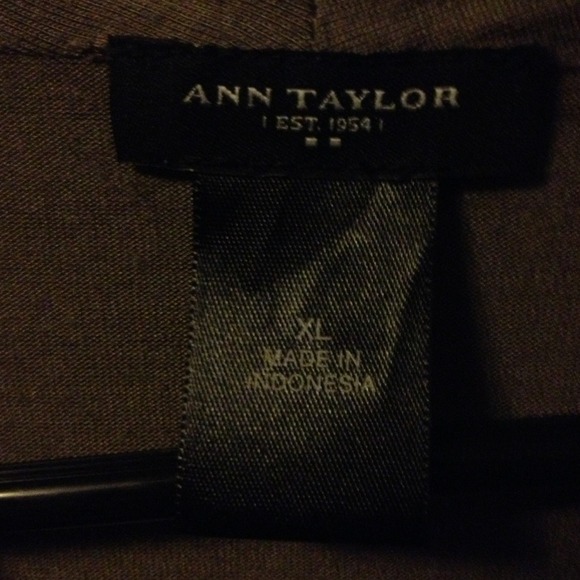 ANN TAYLOR
| EST. 1954 |
XL
MADE IN
INDONESIA